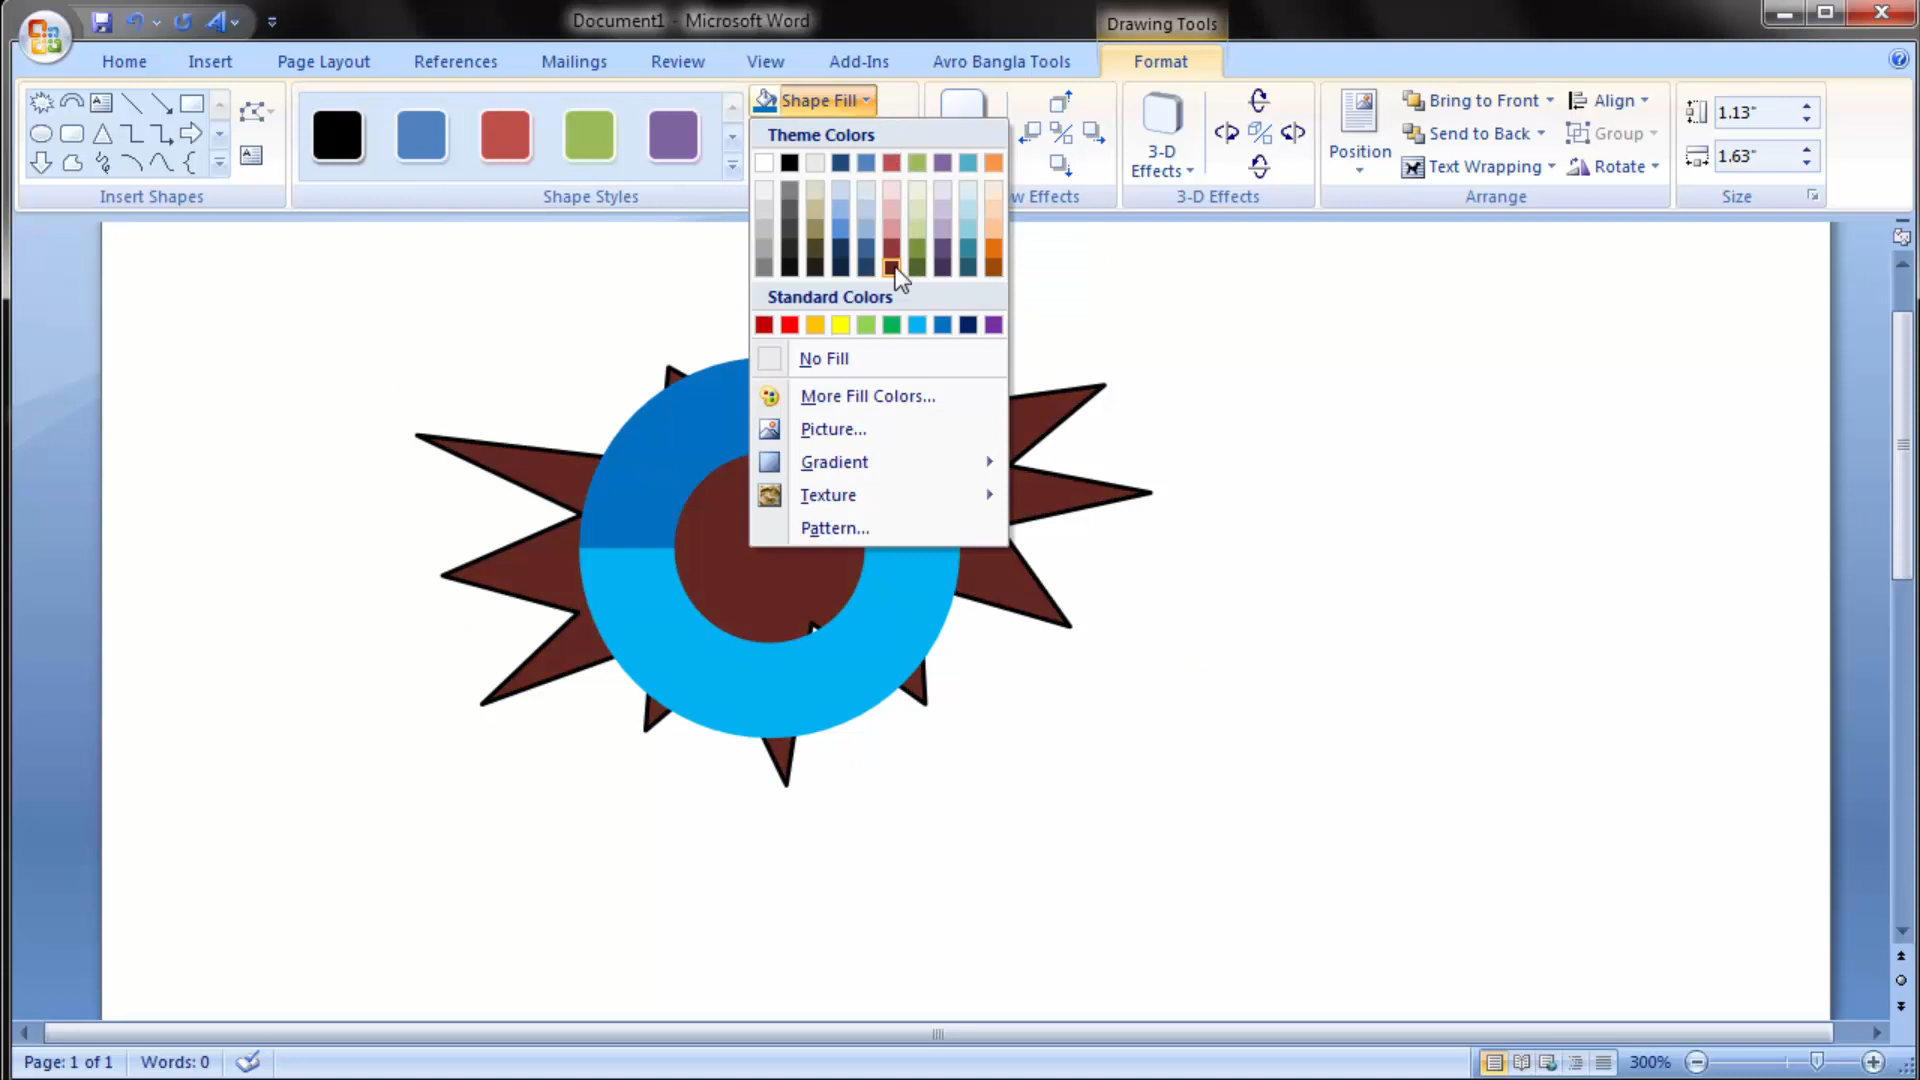 Document1 - Microsoft Word
Drawing Tools
Home
Insert
Page Layout
References
Mailings
Review
View
Add-Ins
Avro Bangla Tools
Format
Shape Fill
Theme Colors
Standard Colors
No Fill
More Fill Colors...
Picture...
Gradient
Texture
Pattern...
3-D
Effects
Position
Bring to Front
Send to Back
Text Wrapping
Align
Group
Rotate
1.13"
1.63"
Insert Shapes
Shape Styles
w Effects
3-D Effects
Arrange
Size
Page: 1 of 1
Words: 0
300%